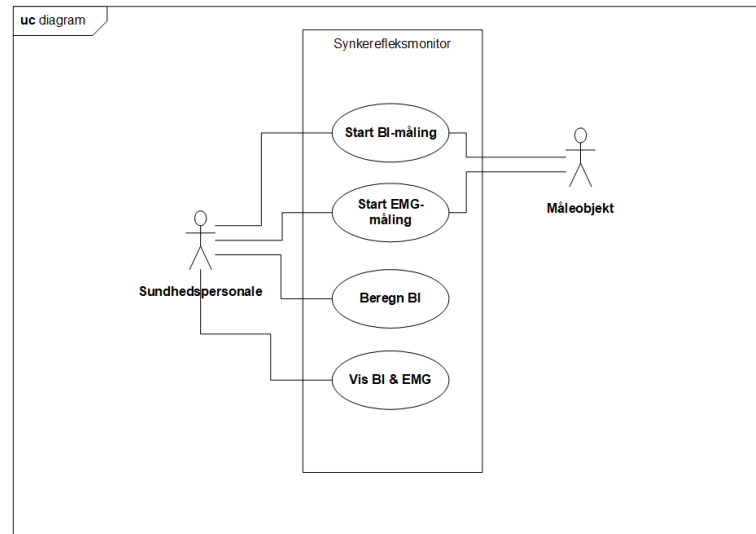 uc diagram
Synkerefleksmonitor
Start BI-måling
Start EMG-
måling
Måleobjekt
Sundhedspersonale
Beregn BI
Vis BI & EMG